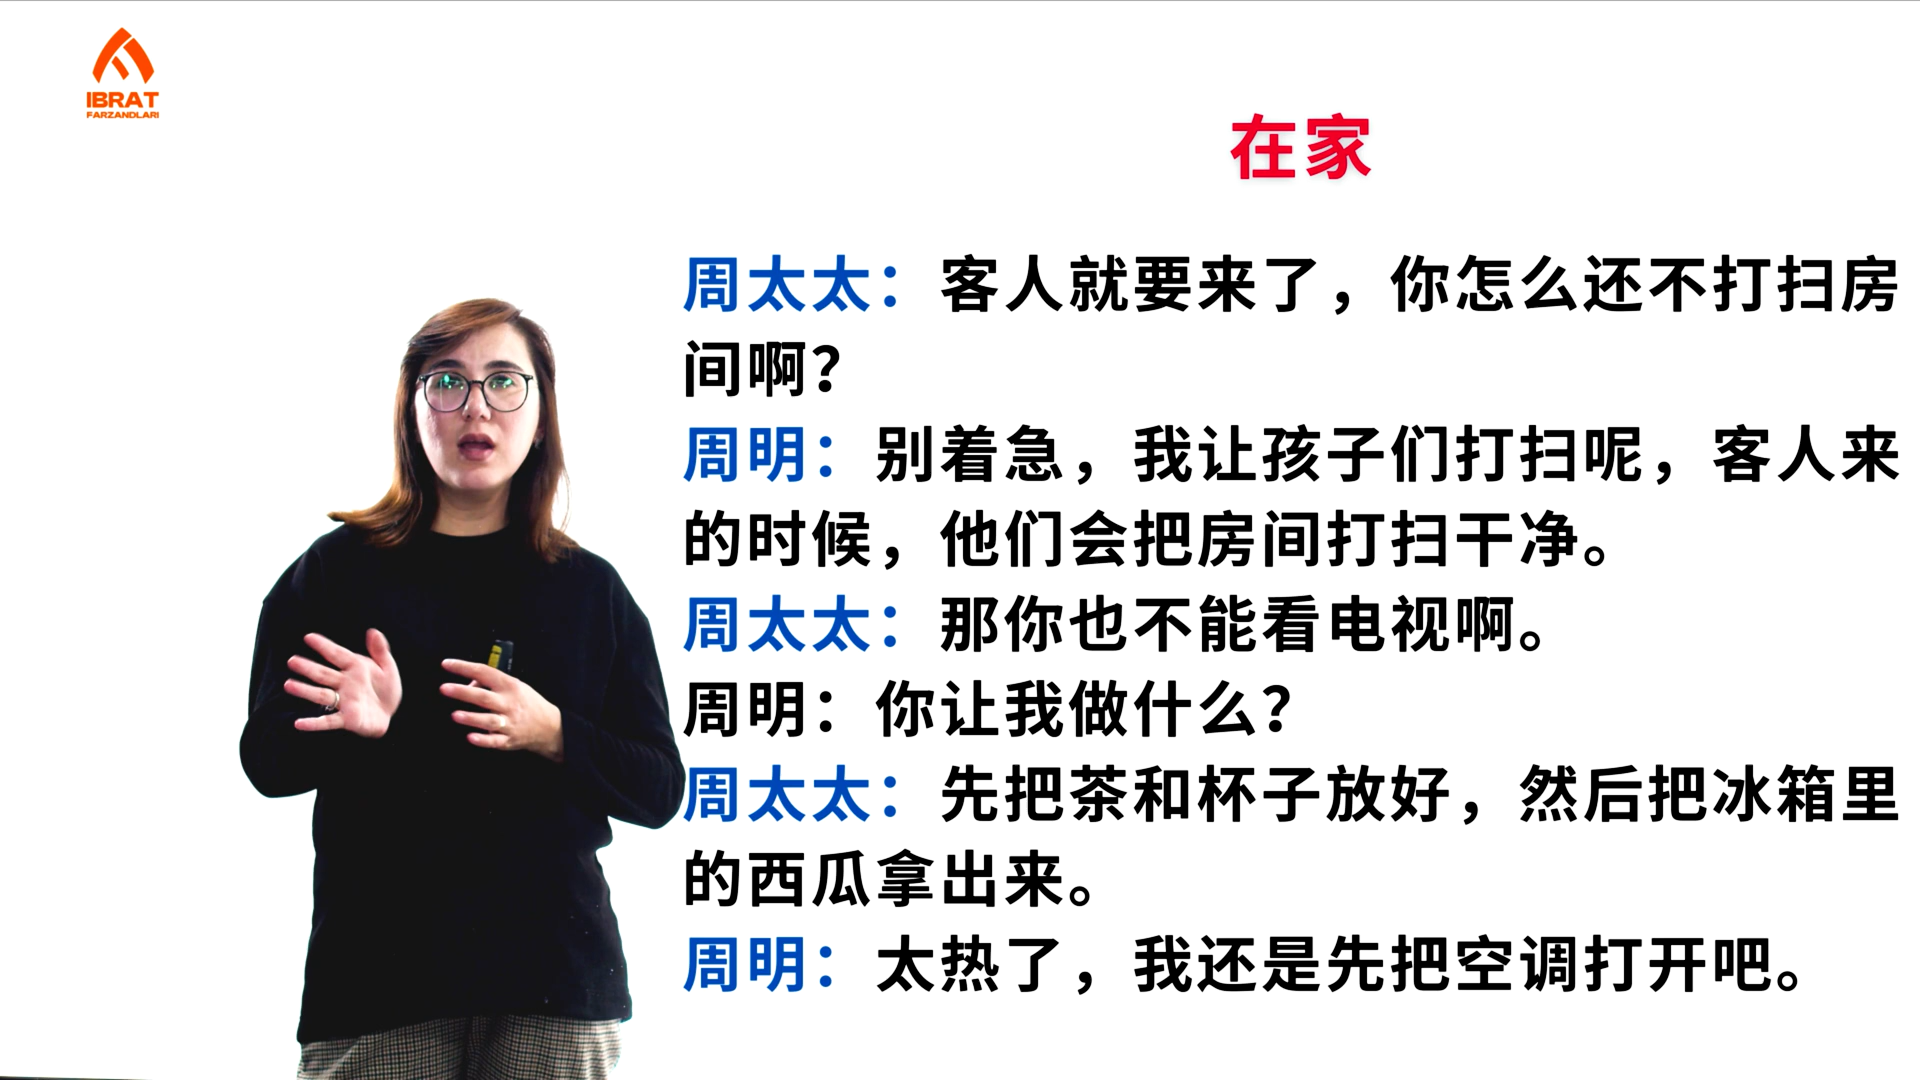 IBRAT
FARZANDLARI
在家
周太太：客人就要来了，你怎么还不打扫房
间啊？
周明：别着急，我让孩子们打扫呢，客人来
的时候，他们会把房间打扫干净。
周太太：那你也不能看电视啊。
周明：你让我做什么？
周太太：先把茶和杯子放好，然后把冰箱里
的西瓜拿出来。
周明：太热了，我还是先把空调打开吧。